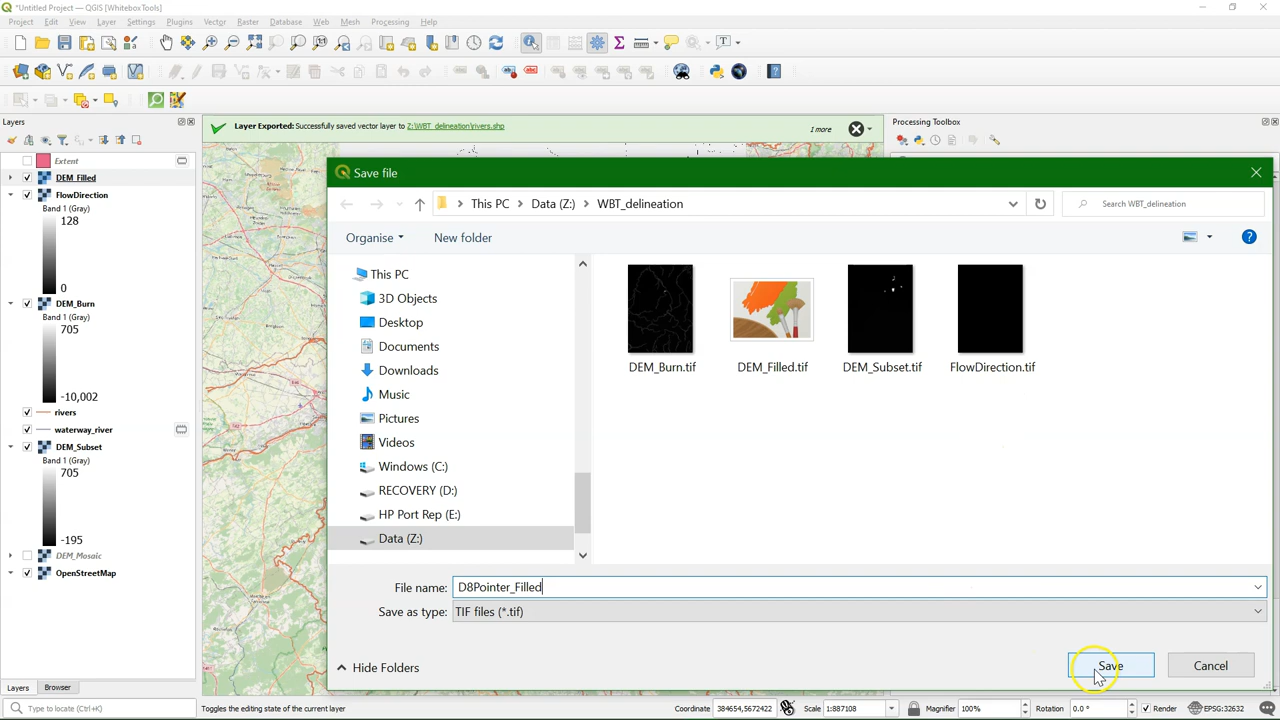 *Untitled Project — QGIS [WhiteboxTools]
Project Edit View Layer Settings Plugins Vector Raster Database Web Mesh Processing Help
Layers
Layer Exported: Successfully saved vector layer to Z:\WBT_delineation\rivers.shp
1 more
Processing Toolbox
Extent
DEM_Filled
FlowDirection
Band 1 (Gray)
128
0
DEM_Burn
Band 1 (Gray)
705
-10,002
rivers
waterway_river
DEM_Subset
Band 1 (Gray)
705
-195
DEM_Mosaic
OpenStreetMap
Save file
This PC > Data (Z:) > WBT_delineation
Search WBT_delineation
Organise
New folder
This PC
3D Objects
Desktop
Documents
Downloads
Music
Pictures
Videos
Windows (C:)
RECOVERY (D:)
HP Port Rep (E:)
Data (Z:)
DEM_Burn.tif
DEM_Filled.tif
DEM_Subset.tif
FlowDirection.tif
File name: D8Pointer_Filled
Save as type: TIF files (*.tif)
Hide Folders
Save
Cancel
Layers Browser
Type to locate (Ctrl+K)
Toggles the editing state of the current layer
Coordinate 384654,5672422
Scale 1:887108
Magnifier 100%
Rotation 0.0 °
Render
EPSG:32632